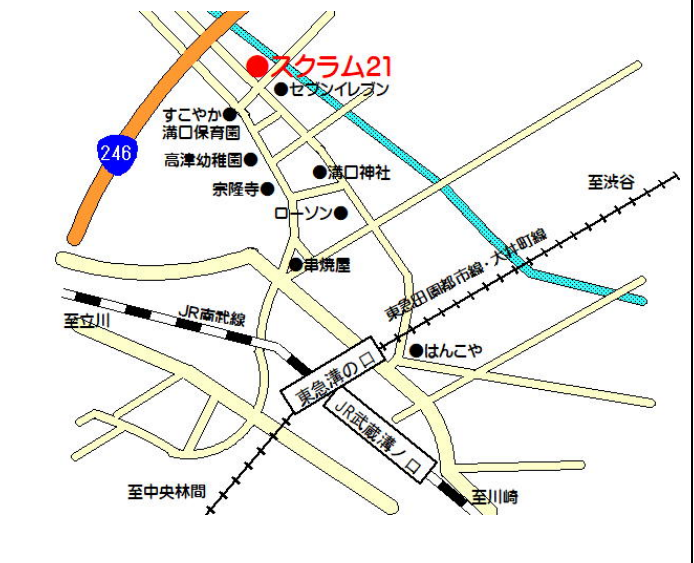 スクラム21
セブンイレブン
すこやか
溝口保育園
246
高津幼稚園
溝口神社
宗隆寺
至渋谷
ローソン
串焼屋
東急田園都市線・大井町線
JR南武線
至立川
はんこや
東急溝の口
JR武蔵溝ノ口
至中央林間
至川崎